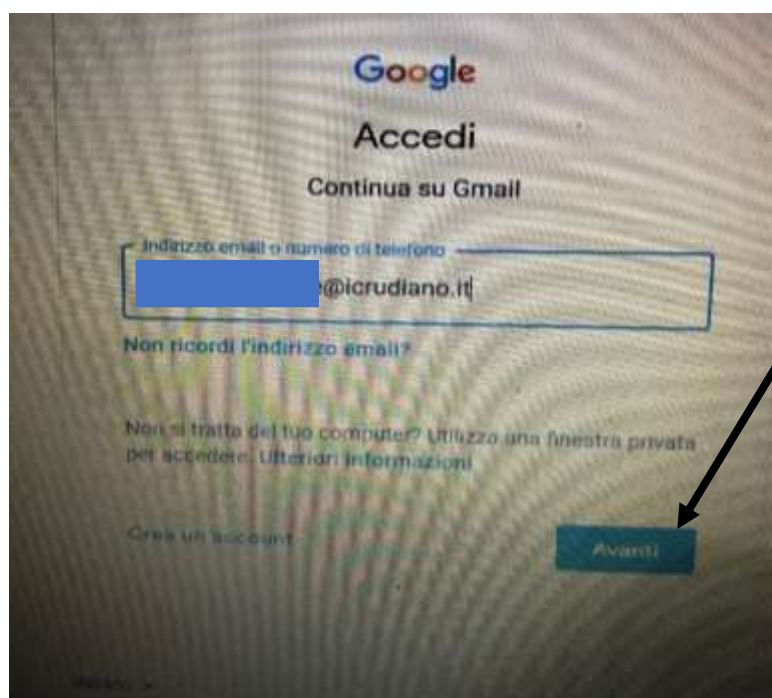 Google
Accedi
Continua su Gmail
Indirizzo email o numero di telefono
e@icrudiano.it
Non ricordi l'indirizzo email?
Non si tratta del tuo computer? Utilizza una finestra privata
per accedere. Ulteriori informazioni
Crea un account
Avanti